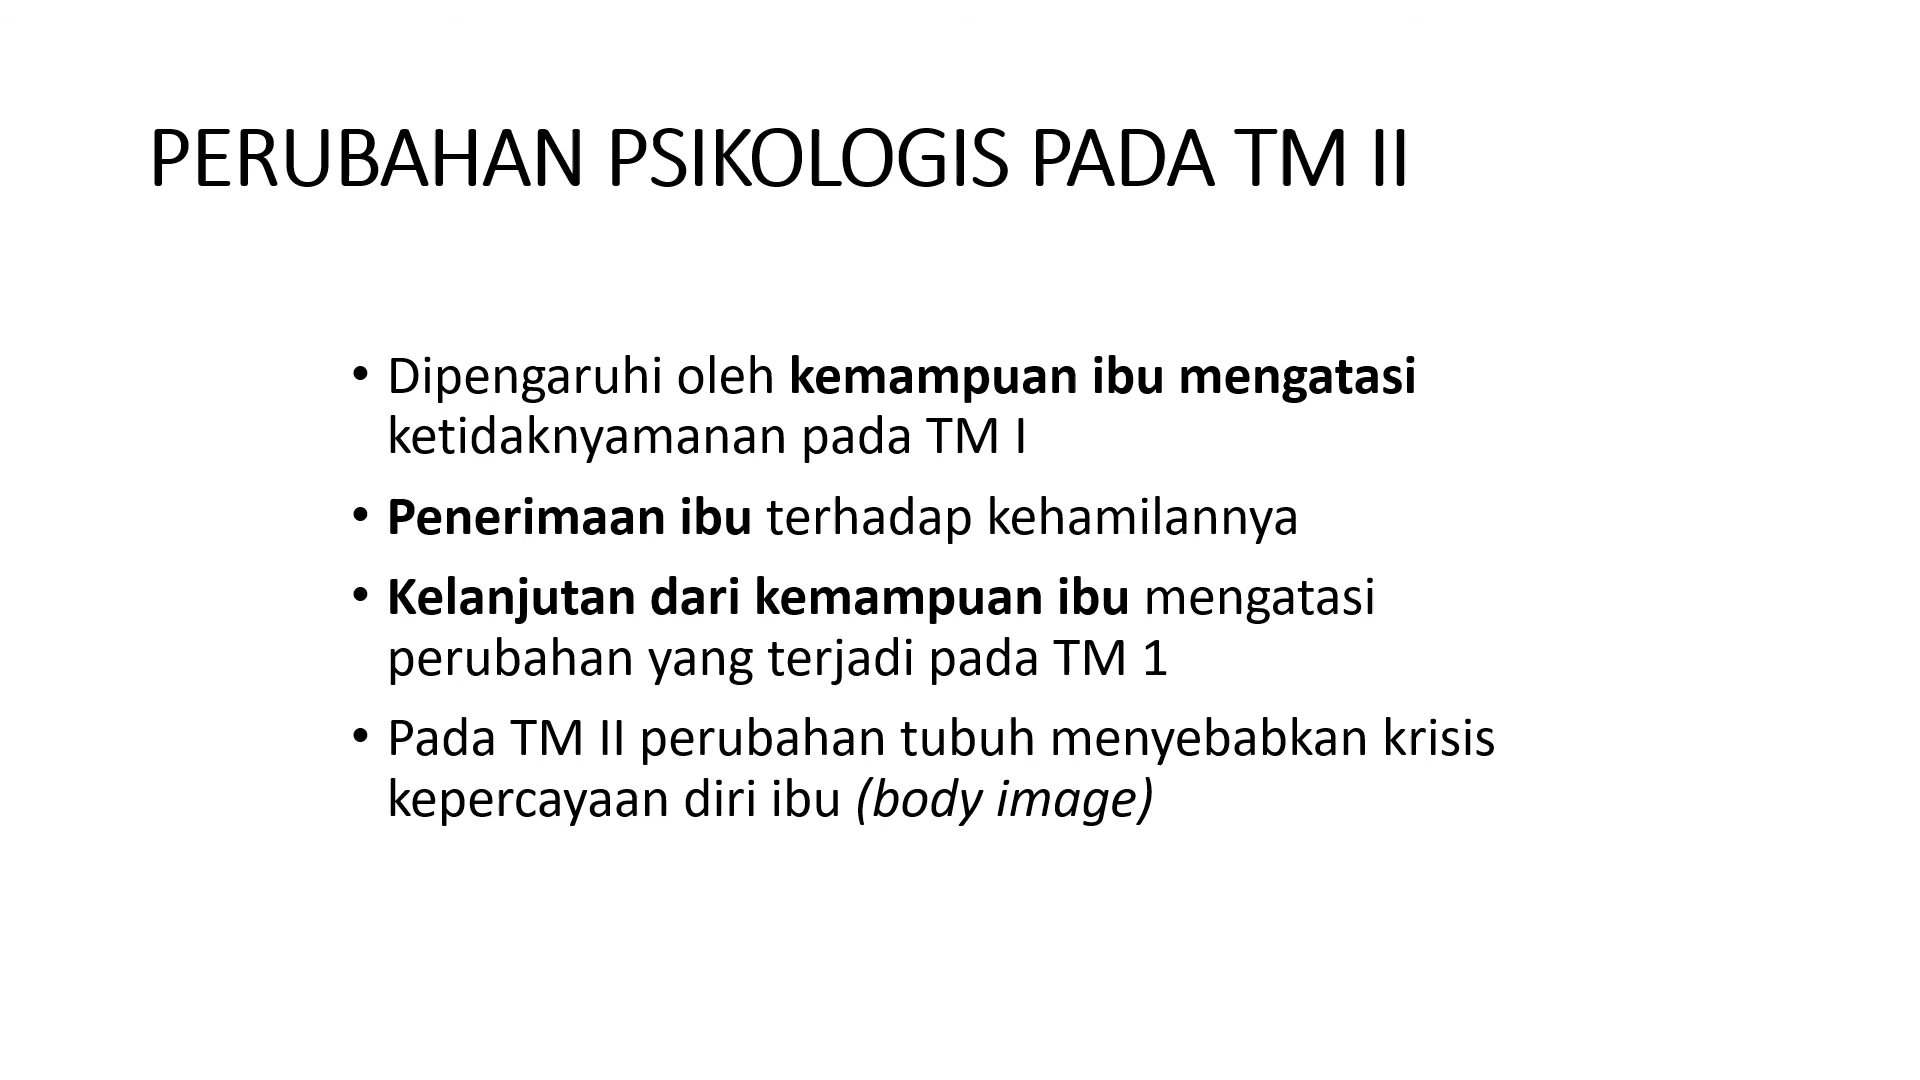 PERUBAHAN PSIKOLOGIS PADA TM II
• Dipengaruhi oleh kemampuan ibu mengatasi
ketidaknyamanan pada TM I
• Penerimaan ibu terhadap kehamilannya
• Kelanjutan dari kemampuan ibu mengatasi
perubahan yang terjadi pada TM 1
• Pada TM II perubahan tubuh menyebabkan krisis
kepercayaan diri ibu (body image)